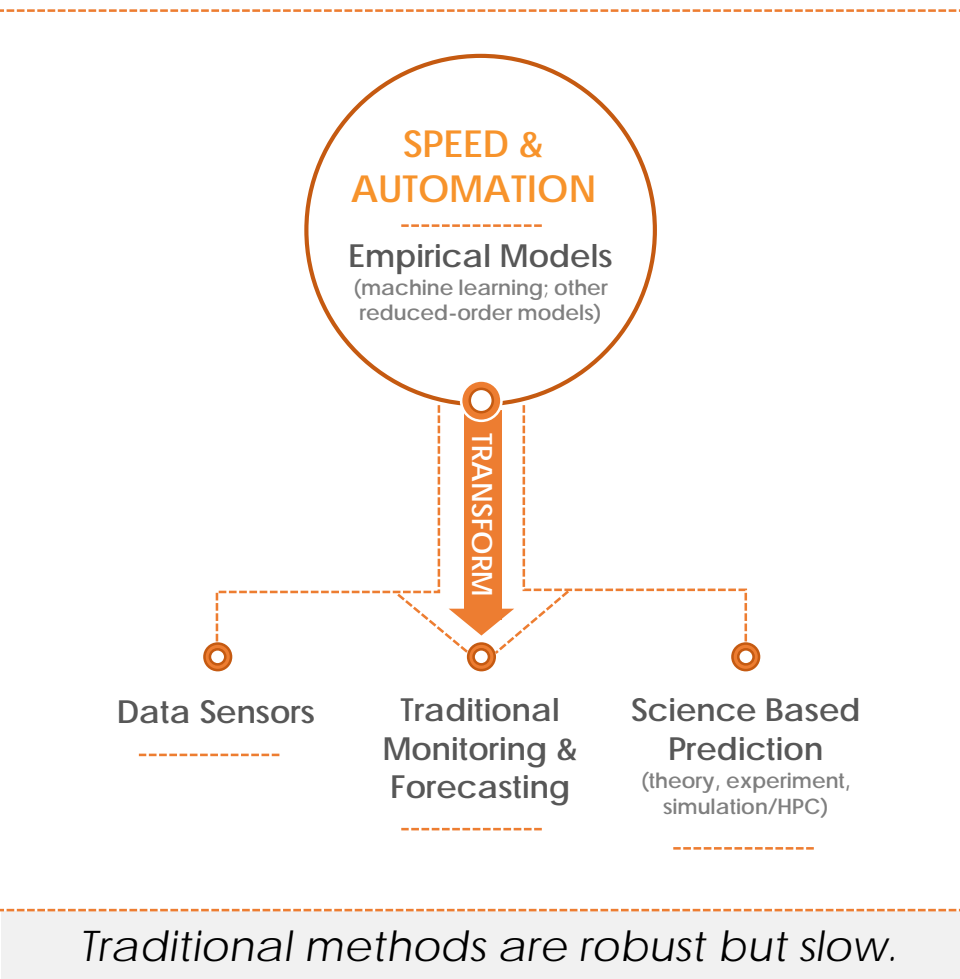 SPEED &
AUTOMATION
Empirical Models
(machine learning; other
reduced-order models)
TRANSFORM
Data Sensors
Traditional
Monitoring &
Forecasting
Science Based
Prediction
(theory, experiment,
simulation/HPC)
Traditional methods are robust but slow.